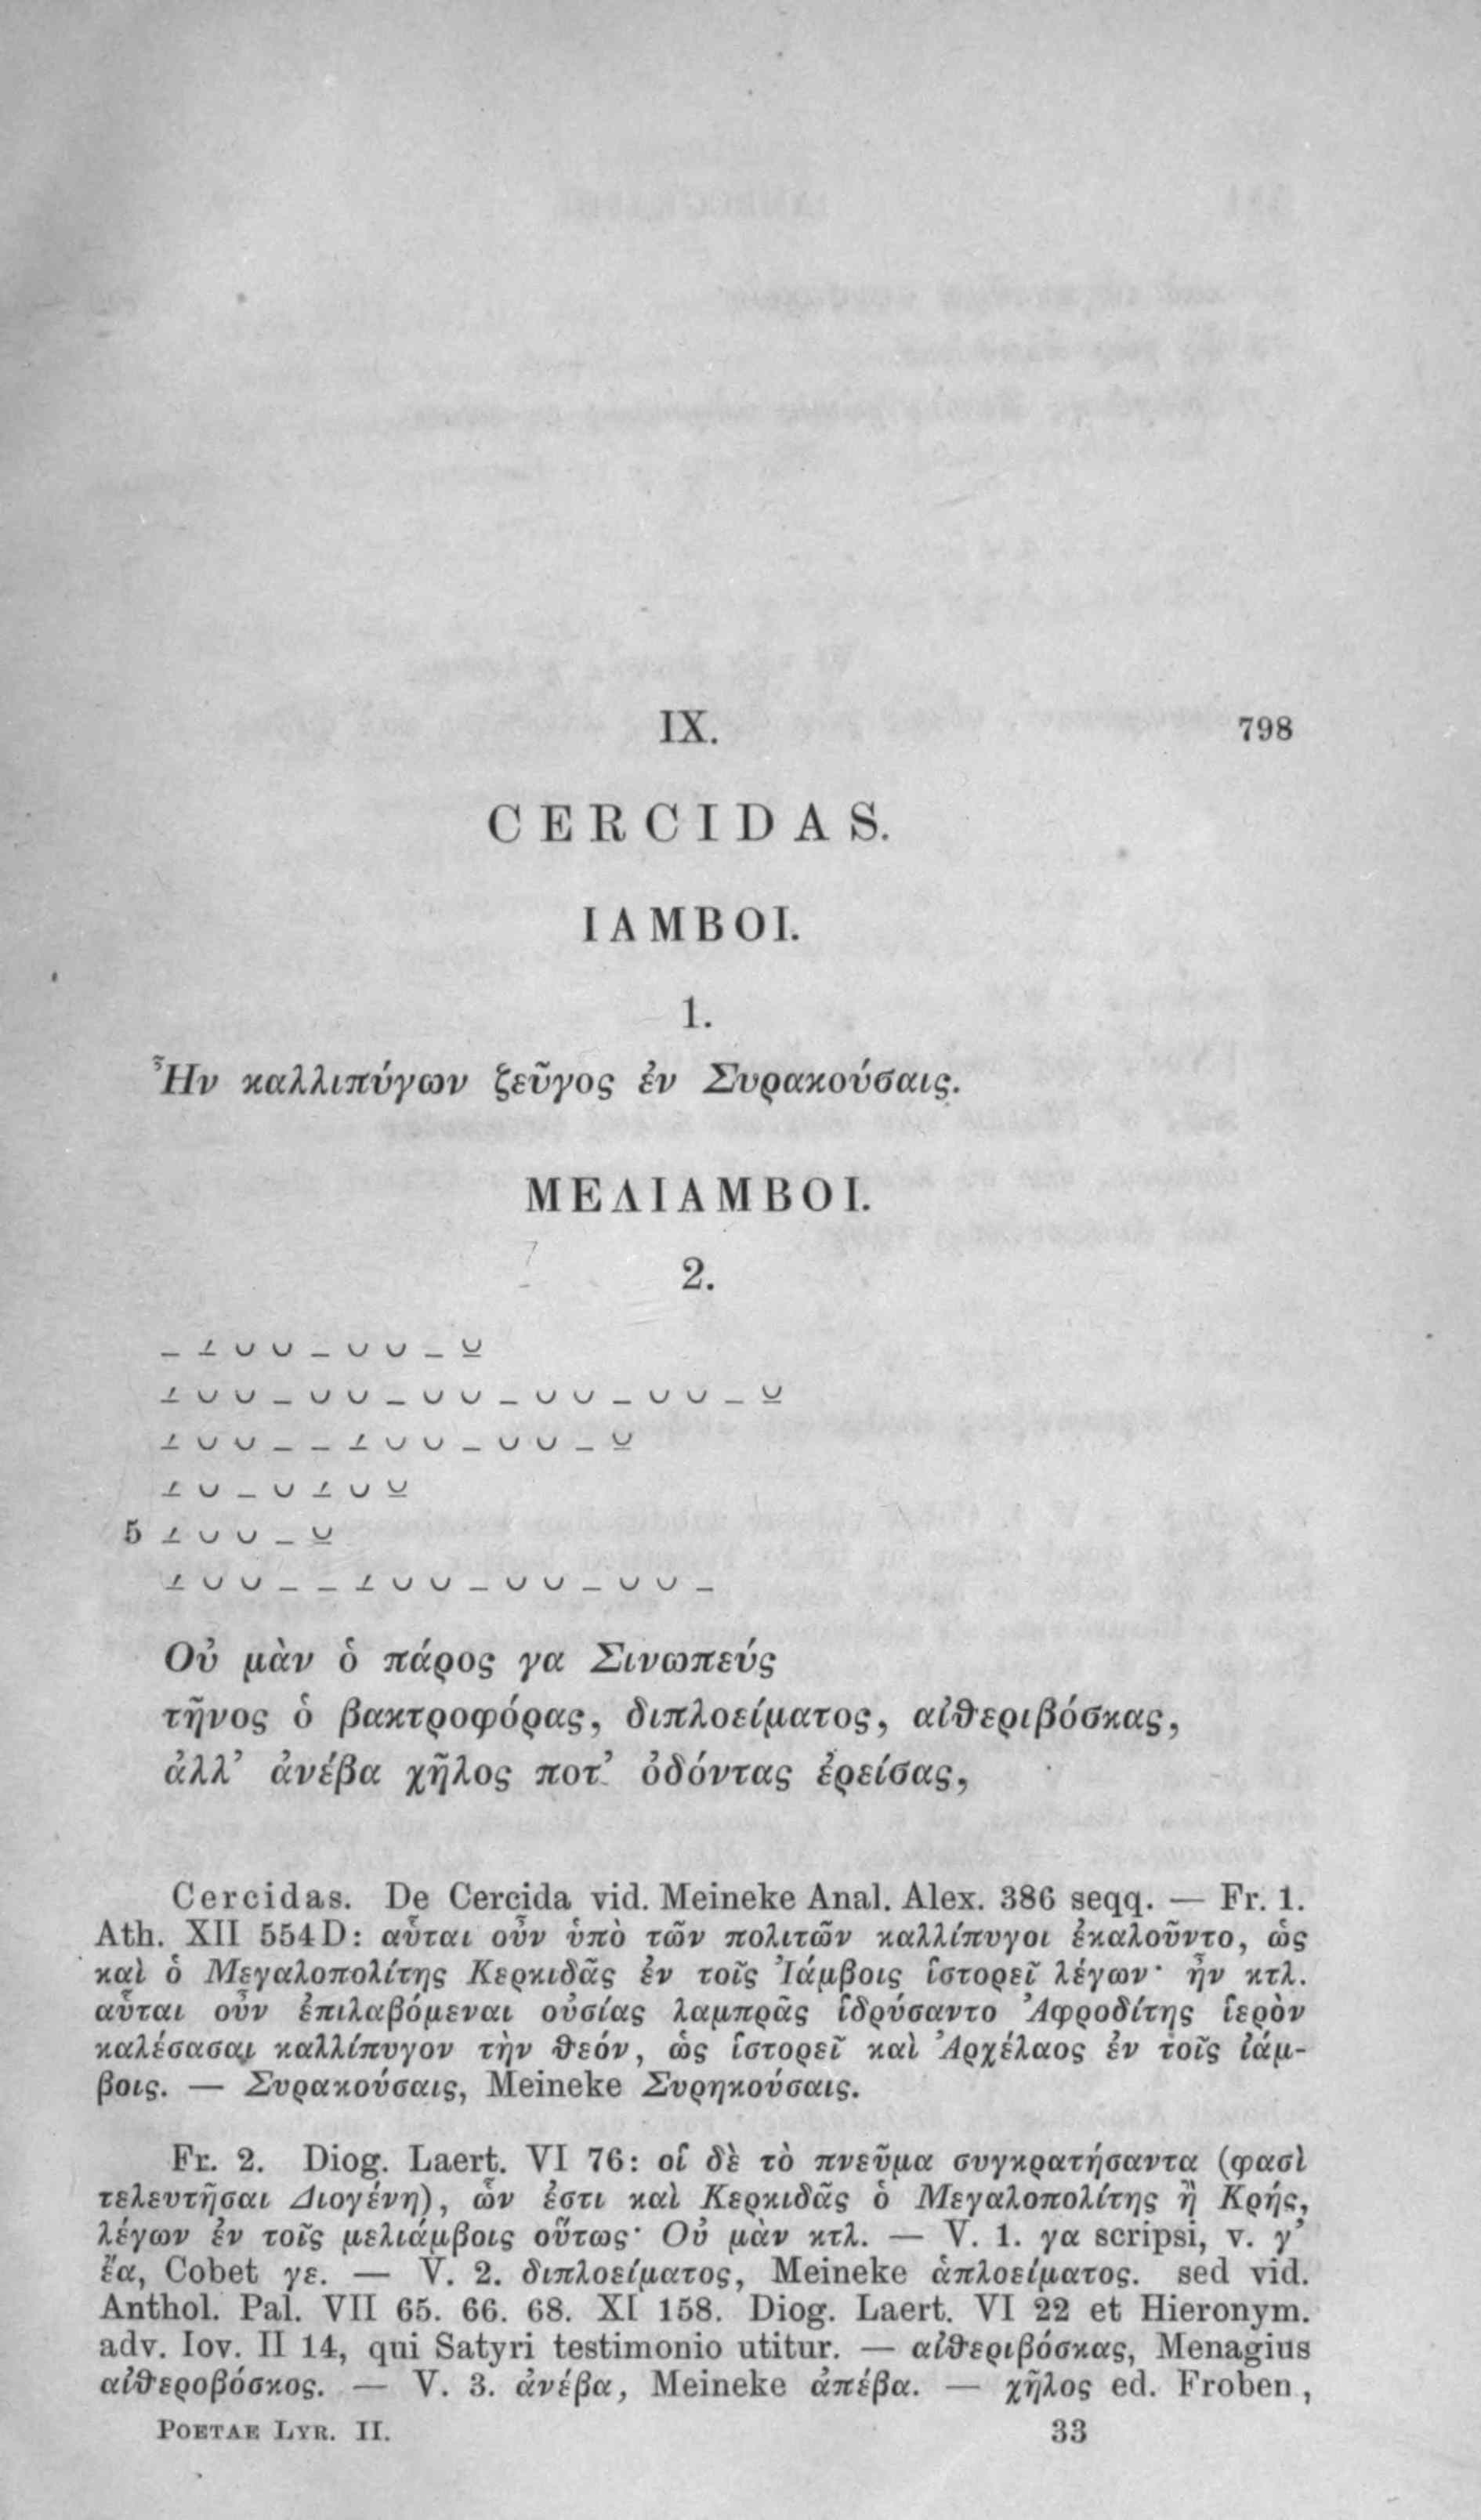 IX. 798
CERCIDAS.
ΙΑΜΒΟΙ.
1.
Ἦν καλλιπύγων ζεῦγος ἐν Συρακούσαις.
ΜΕΛΙΑΜΒΟΙ.
2.
_ _́ ∪ ∪ _ ∪ ∪ _ ∪̲
_́ ∪ ∪ _ ∪ ∪ _ ∪ ∪ _ ∪ ∪ _ ∪ ∪ _ ∪̲
_́ ∪ ∪ _ _ _́ ∪ ∪ _ ∪ ∪ _ ∪̲
_́ ∪ _ ∪ _́ ∪ ∪̲
5 _́ ∪ ∪ _ ∪̲
_́ ∪ ∪ _ _ _́ ∪ ∪ _ ∪ ∪ _ ∪ ∪ _
Οὐ μὰν ὁ πάρος γα Σινωπεύς
τῆνος ὁ βακτροφόρας, διπλοείματος, αἰθεριβόσκας,
ἀλλ’ ἀνέβα χῆλος ποτ’ ὀδόντας ἐρείσας,
Cercidas. De Cercida vid. Meineke Anal. Alex. 386 seqq. — Fr. 1.
Ath. XII 554D: αὗται οὖν ὑπὸ τῶν πολιτῶν καλλίπυγοι ἐκαλοῦντο, ὡς
καὶ ὁ Μεγαλοπολίτης Κερκιδᾶς ἐν τοῖς Ἰάμβοις ἱστορεῖ λέγων· ἦν κτλ.
αὗται οὖν ἐπιλαβόμεναι οὐσίας λαμπρᾶς ἱδρύσαντο Ἀφροδίτης ἱερὸν
καλέσασαι καλλίπυγον τὴν θεόν, ὡς ἱστορεῖ καὶ Ἀρχέλαος ἐν τοῖς ἰάμ-
βοις. — Συρακούσαις, Meineke Συρηκούσαις.
Fr. 2. Diog. Laert. VI 76: οἱ δὲ τὸ πνεῦμα συγκρατήσαντα (φασὶ
τελευτῆσαι Διογένη), ὧν ἐστι καὶ Κερκιδᾶς ὁ Μεγαλοπολίτης ἢ Κρής,
λέγων ἐν τοῖς μελιάμβοις οὕτως· Οὐ μὰν κτλ. — V. 1. γα scripsi, v. γ’
ἔα, Cobet γε. — V. 2. διπλοείματος, Meineke ἁπλοείματος. sed vid.
Anthol. Pal. VII 65. 66. 68. XI 158. Diog. Laert. VI 22 et Hieronym.
adv. Iov. II 14, qui Satyri testimonio utitur. — αἰθεριβόσκας, Menagius
αἰθεροβόσκος. — V. 3. ἀνέβα, Meineke ἀπέβα. — χῆλος ed. Froben.,
POETAE LYR. II. 33